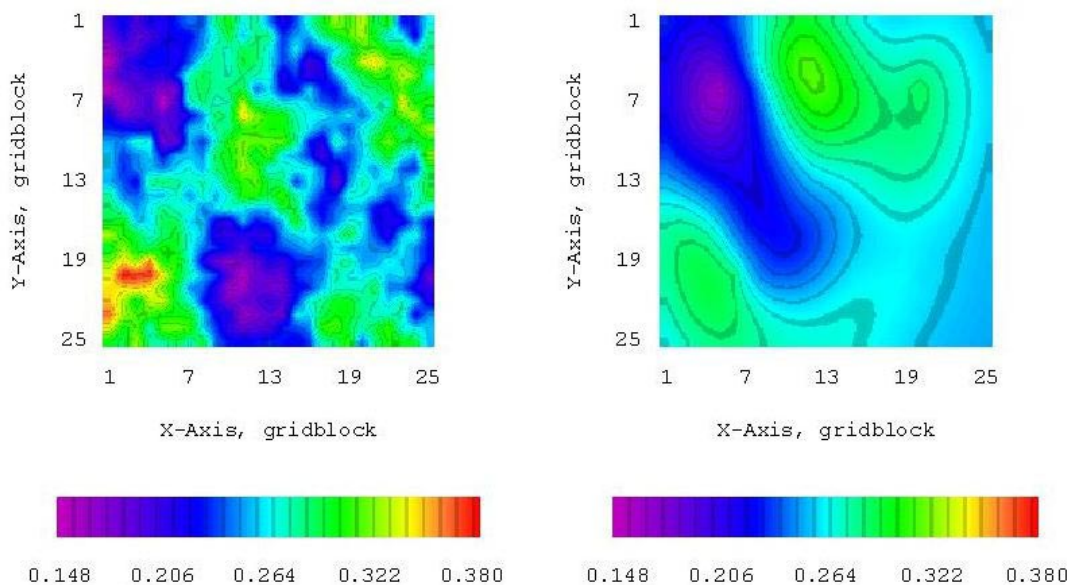 1
7
13
19
25
Y-Axis, gridblock
1 7 13 19 25
X-Axis, gridblock
0.148 0.206 0.264 0.322 0.380
1
7
13
19
25
Y-Axis, gridblock
1 7 13 19 25
X-Axis, gridblock
0.148 0.206 0.264 0.322 0.380